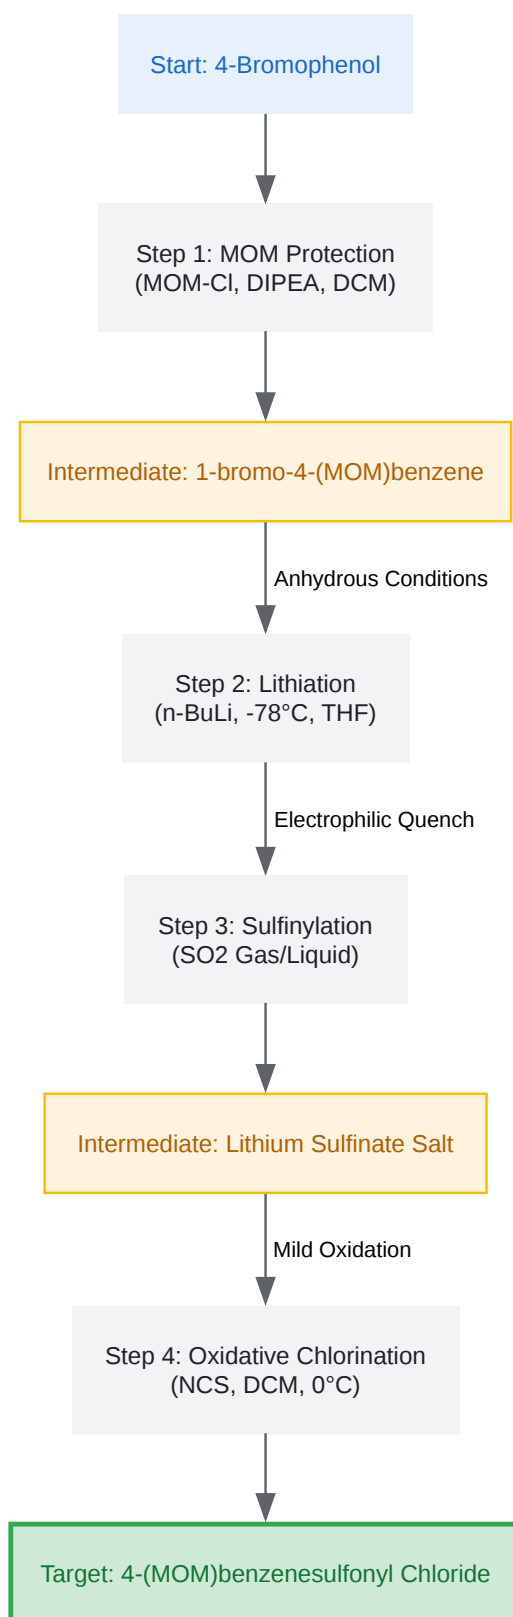 Start: 4-Bromophenol
Step 1: MOM Protection
(MOM-Cl, DIPEA, DCM)
Intermediate: 1-bromo-4-(MOM)benzene
Anhydrous Conditions
Step 2: Lithiation
(n-BuLi, -78°C, THF)
Electrophilic Quench
Step 3: Sulfinylation
(SO2 Gas/Liquid)
Intermediate: Lithium Sulfinate Salt
Mild Oxidation
Step 4: Oxidative Chlorination
(NCS, DCM, 0°C)
Target: 4-(MOM)benzenesulfonyl Chloride